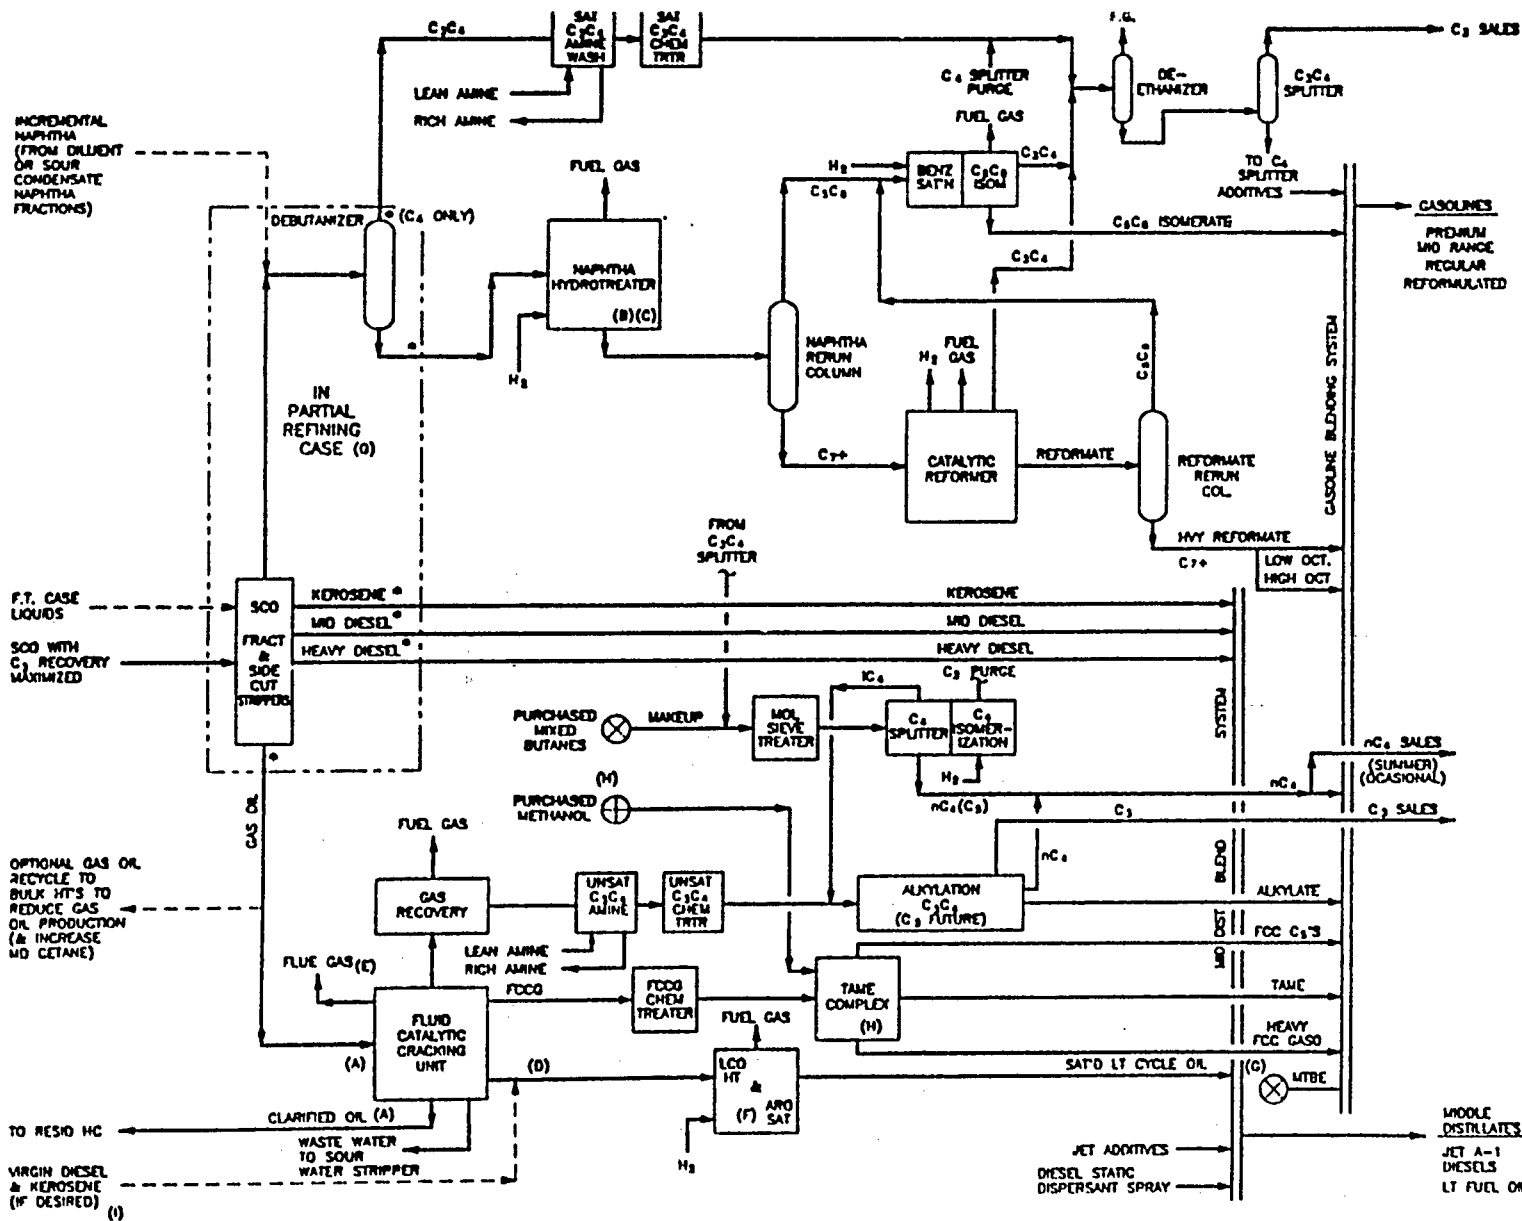 SAT
C₃C₄
AMINE
WASH
SAT
C₃C₄
CHEM
TRTR
C₃C₄
LEAN AMINE
RICH AMINE
C₄ SPLITTER
PURGE
F.G.
DE-
ETHANIZER
C₃C₄
SPLITTER
C₃ SALES
TO C₄
SPLITTER
ADDITIVES
INCREMENTAL
NAPHTHA
(FROM DILUENT
OR SOUR
CONDENSATE
NAPHTHA
FRACTIONS)
DEBUTANIZER
* (C₄ ONLY)
FUEL GAS
NAPHTHA
HYDROTREATER
(B)(C)
H₂
*
IN
PARTIAL
REFINING
CASE (O)
FUEL GAS
H₂
BENZ
SAT'N
C₅C₆
ISOM
C₃C₄
C₅C₆
C₅C₆ ISOMERATE
C₃C₄
GASOLINES
PREMIUM
MID RANGE
REGULAR
REFORMULATED
GASOLINE BLENDING SYSTEM
NAPHTHA
RERUN
COLUMN
H₂
FUEL
GAS
C₅C₆
C₇+
CATALYTIC
REFORMER
REFORMATE
REFORMATE
RERUN
COL.
HVY REFORMATE
C₇+
LOW OCT.
HIGH OCT
FROM
C₃C₄
SPLITTER
F.T. CASE
LIQUIDS
SCO WITH
C₃ RECOVERY
MAXIMIZED
SCO
FRACT
&
SIDE
CUT
STRIPPERS
KEROSENE *
MID DIESEL *
HEAVY DIESEL *
KEROSENE
MID DIESEL
HEAVY DIESEL
*
GAS OIL
PURCHASED
MIXED
BUTANES
MAKEUP
MOL
SIEVE
TREATER
IC₄
C₃ PURGE
C₄
SPLITTER
C₄
ISOMER-
IZATION
H₂
nC₄(C₅)
nC₄
nC₄ SALES
(SUMMER)
(OCASIONAL)
C₃
C₃ SALES
(H)
PURCHASED
METHANOL
OPTIONAL GAS OIL
RECYCLE TO
BULK HT'S TO
REDUCE GAS
OIL PRODUCTION
(& INCREASE
MD CETANE)
FUEL GAS
GAS
RECOVERY
UNSAT
C₃C₅
AMINE
UNSAT
C₃C₄
CHEM
TRTR
LEAN AMINE
RICH AMINE
nC₄
ALKYLATION
C₃C₄
(C₅ FUTURE)
ALKYLATE
FCC C₅'S
MID DIST BLEND SYSTEM
FLUE GAS (E)
FLUID
CATALYTIC
CRACKING
UNIT
(A)
FCCG
FCCG
CHEM
TREATER
TAME
COMPLEX
(H)
TAME
HEAVY
FCC GASO
FUEL GAS
(D)
LCO
HT
&
(F) ARO
SAT
H₂
SAT'D LT CYCLE OIL
(G)
MTBE
CLARIFIED OIL (A)
TO RESID HC
WASTE WATER
TO SOUR
WATER STRIPPER
VIRGIN DIESEL
& KEROSENE
(IF DESIRED)
(I)
JET ADDITIVES
DIESEL STATIC
DISPERSANT SPRAY
MIDDLE
DISTILLATES
JET A-1
DIESELS
LT FUEL OI